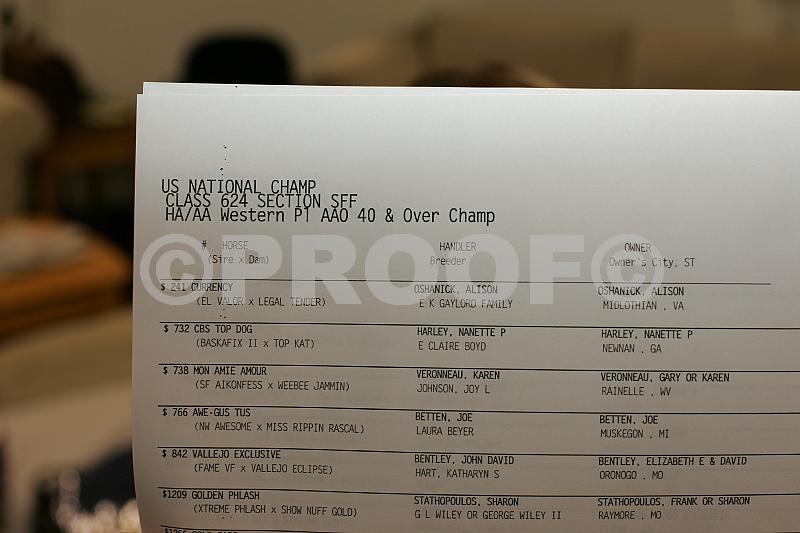 US NATIONAL CHAMP
CLASS 624 SECTION SFF
HA/AA Western Pl AAO 40 & Over Champ
# HORSE HANDLER OWNER
(Sire x Dam) Breeder Owner's City, ST
©PROOF©
$ 241 CURRENCY OSHANICK, ALISON OSHANICK, ALISON
(EL VALOR x LEGAL TENDER) E K GAYLORD FAMILY MIDLOTHIAN , VA
$ 732 CBS TOP DOG HARLEY, NANETTE P HARLEY, NANETTE P
(BASKAFIX II x TOP KAT) E CLAIRE BOYD NEWNAN , GA
$ 738 MON AMIE AMOUR VERONNEAU, KAREN VERONNEAU, GARY OR KAREN
(SF AIKONFESS x WEEBEE JAMMIN) JOHNSON, JOY L RAINELLE , WV
$ 766 AWE-GUS TUS BETTEN, JOE BETTEN, JOE
(NW AWESOME x MISS RIPPIN RASCAL) LAURA BEYER MUSKEGON , MI
$ 842 VALLEJO EXCLUSIVE BENTLEY, JOHN DAVID BENTLEY, ELIZABETH E & DAVID
(FAME VF x VALLEJO ECLIPSE) HART, KATHARYN S ORONOGO , MO
$1209 GOLDEN PHLASH STATHOPOULOS, SHARON STATHOPOULOS, FRANK OR SHARON
(XTREME PHLASH x SHOW NUFF GOLD) G L WILEY OR GEORGE WILEY II RAYMORE , MO